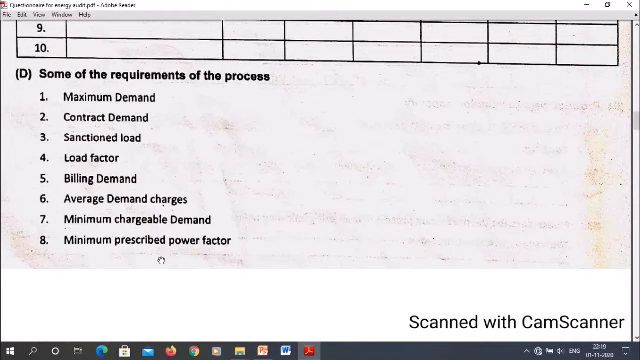 Questionnaire for energy audit.pdf - Adobe Reader
File Edit View Window Help
9.
10.
(D) Some of the requirements of the process
1. Maximum Demand
2. Contract Demand
3. Sanctioned load
4. Load factor
5. Billing Demand
6. Average Demand charges
7. Minimum chargeable Demand
8. Minimum prescribed power factor
Scanned with CamScanner
ENG
22:19
01-11-2020